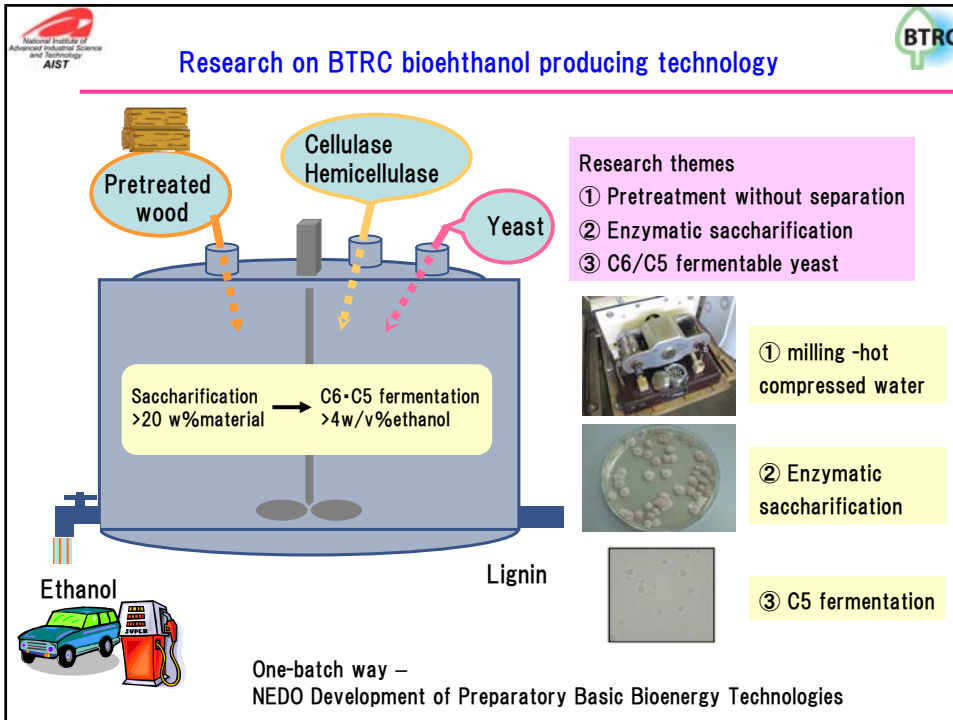 National Institute of
Advanced Industrial Science
and Technology
AIST
BTRC
Research on BTRC bioehthanol producing technology
Pretreated
wood
Cellulase
Hemicellulase
Yeast
Research themes
① Pretreatment without separation
② Enzymatic saccharification
③ C6/C5 fermentable yeast
Saccharification
>20 w%material
C6・C5 fermentation
>4w/v%ethanol
① milling -hot
compressed water
② Enzymatic
saccharification
③ C5 fermentation
Lignin
Ethanol
SUPER
One-batch way –
NEDO Development of Preparatory Basic Bioenergy Technologies